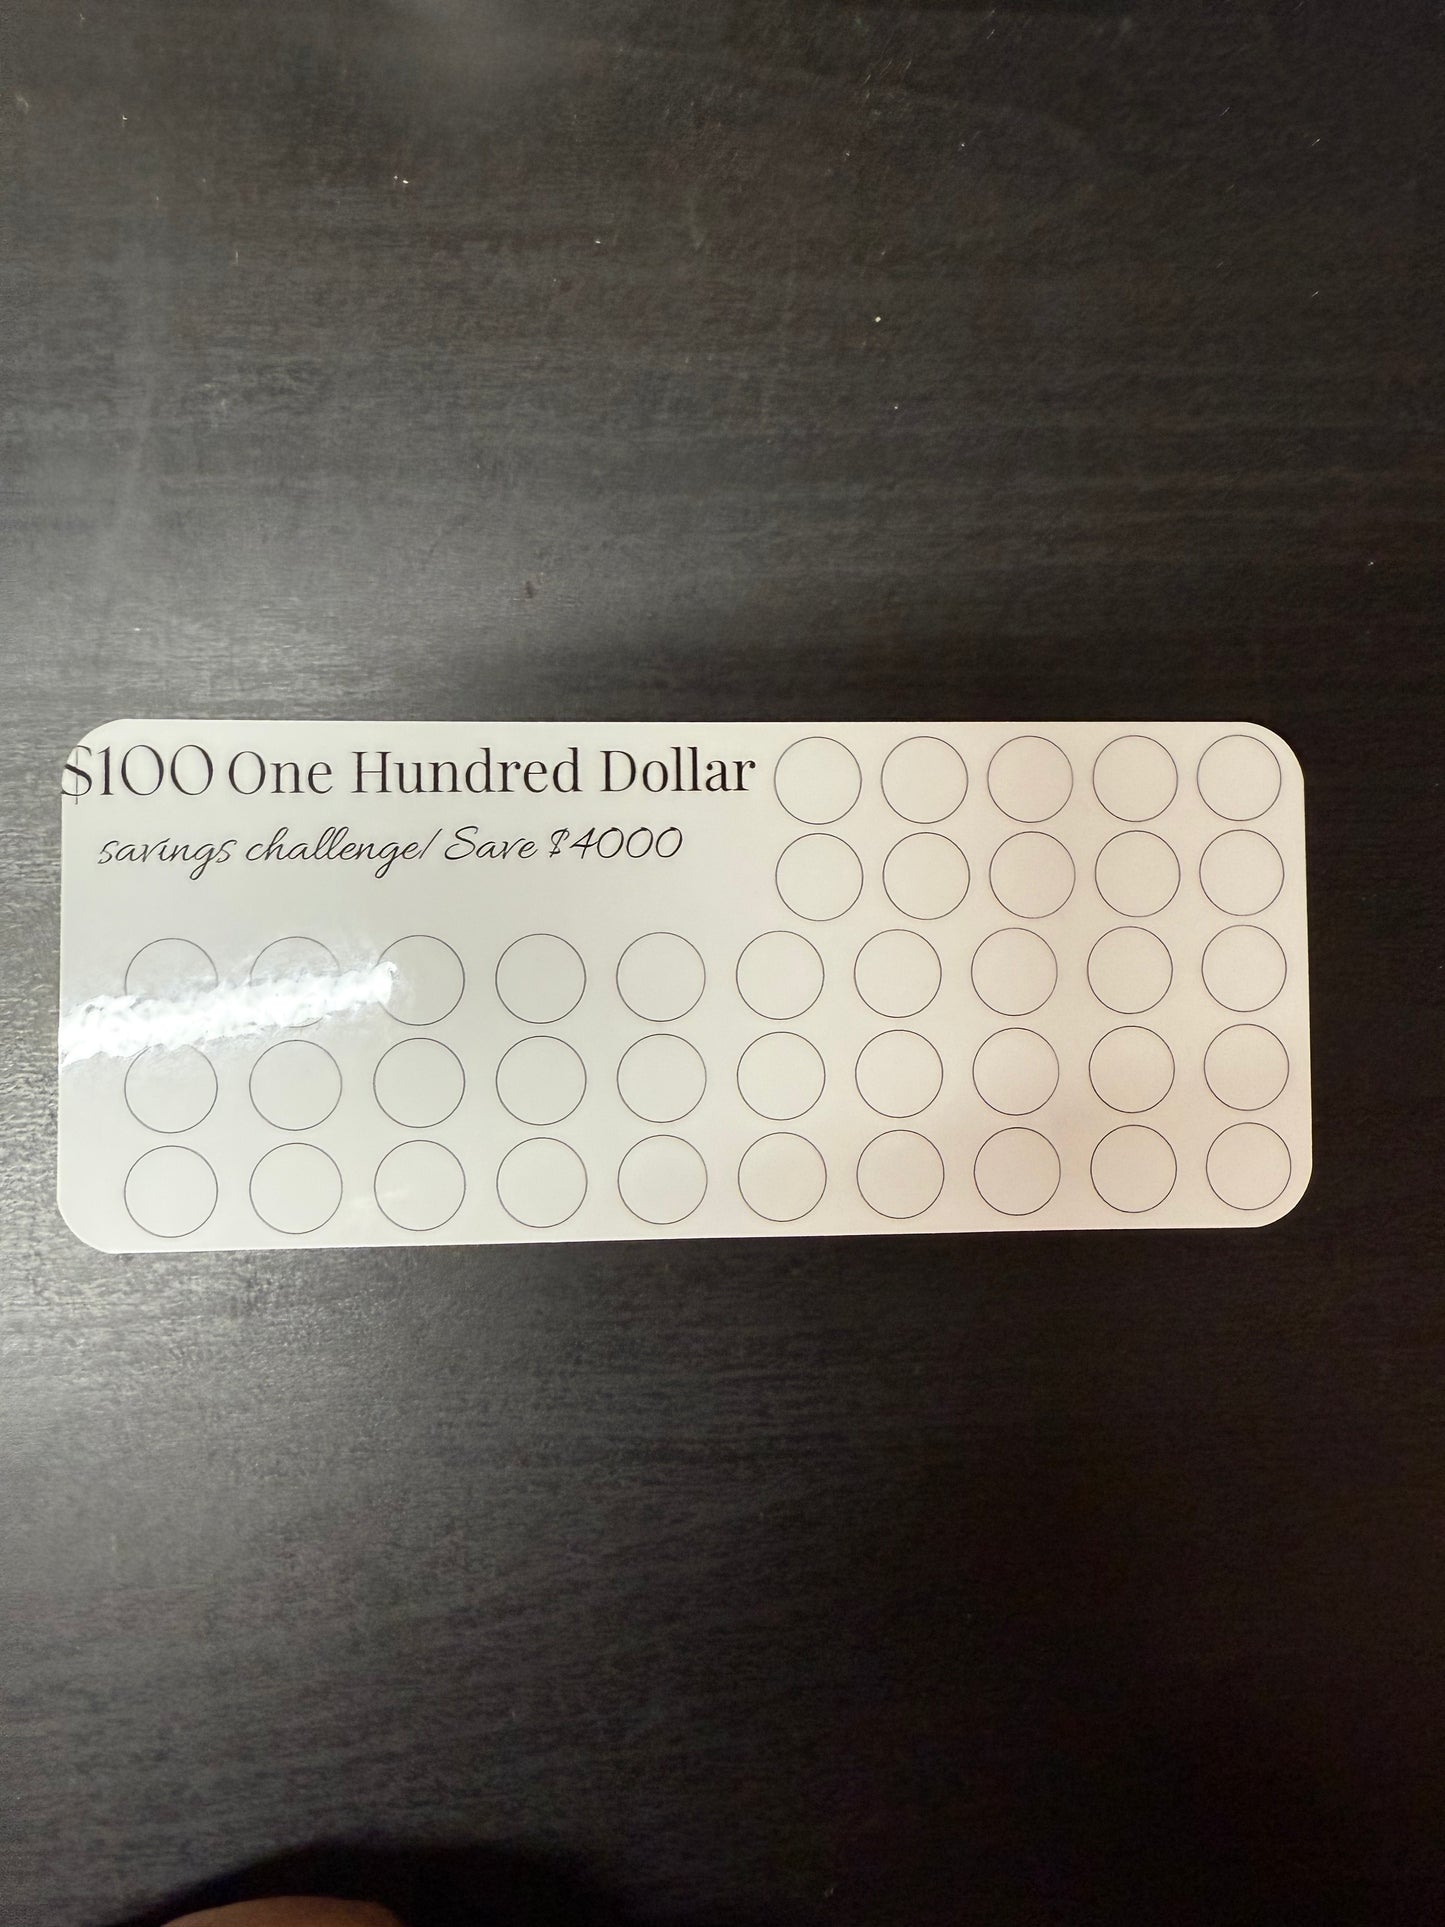 $100 One Hundred Dollar
savings challenge/ Save $4000